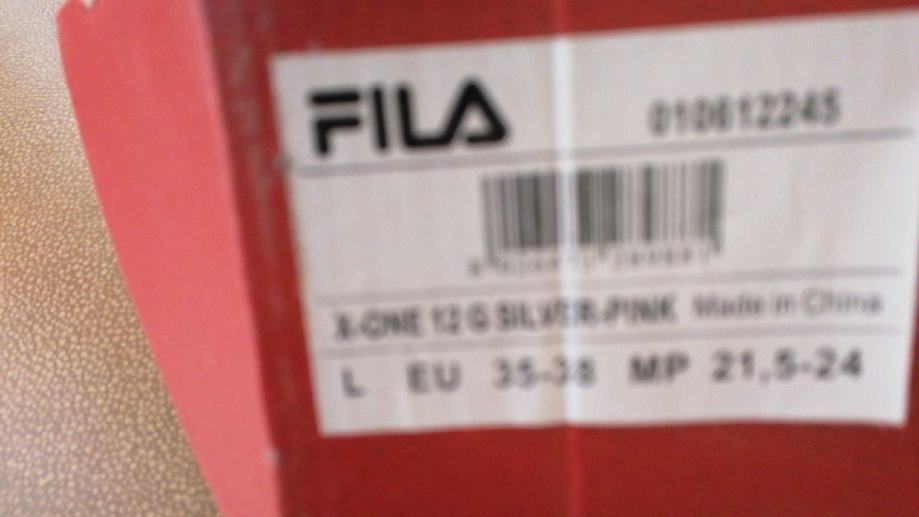 FILA 010612245
X-ONE 12 G SILVER-PINK Made in China
L EU 35-38 MP 21,5-24